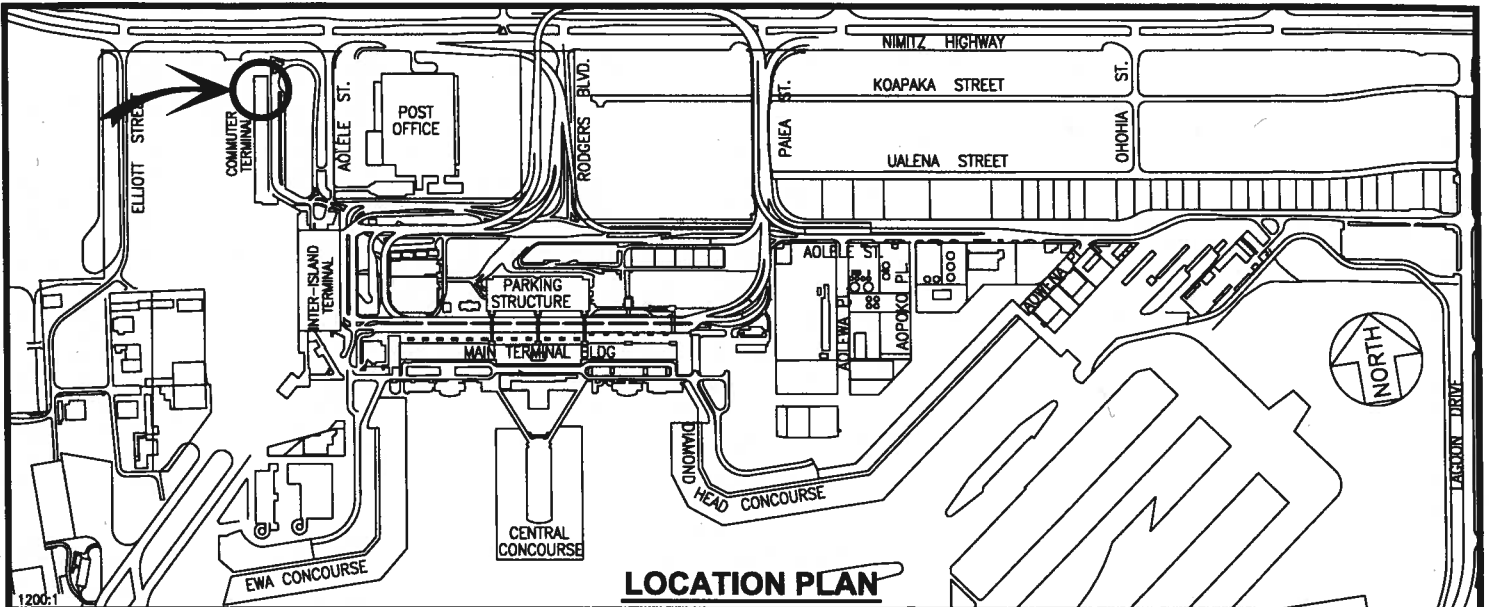 NIMITZ HIGHWAY
KOAPAKA STREET
UALENA STREET
OHOHIA ST.
PAIEA ST.
RODGERS BLVD.
POST
OFFICE
AOLELE ST.
COMMUTER
TERMINAL
ELLIOTT STREET
INTER-ISLAND
TERMINAL
PARKING
STRUCTURE
MAIN TERMINAL BLDG
AOLELE ST.
AOLEWA PL.
AOPOKO PL.
AOWENA PL.
NORTH
LAGOON DRIVE
DIAMOND
HEAD CONCOURSE
CENTRAL
CONCOURSE
EWA CONCOURSE
LOCATION PLAN
1200:1